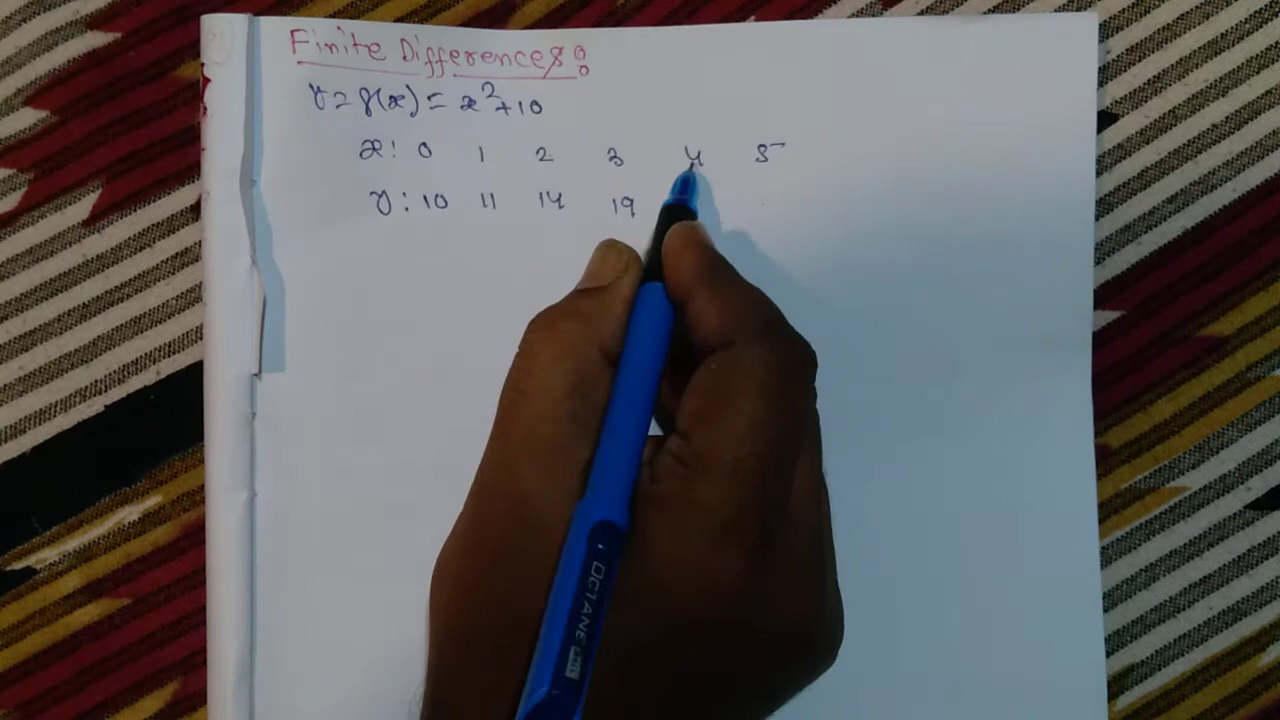 Finite Differences:
y = f(x) = x²+10
x: 0 1 2 3 4 5
y: 10 11 14 19
OCTANE